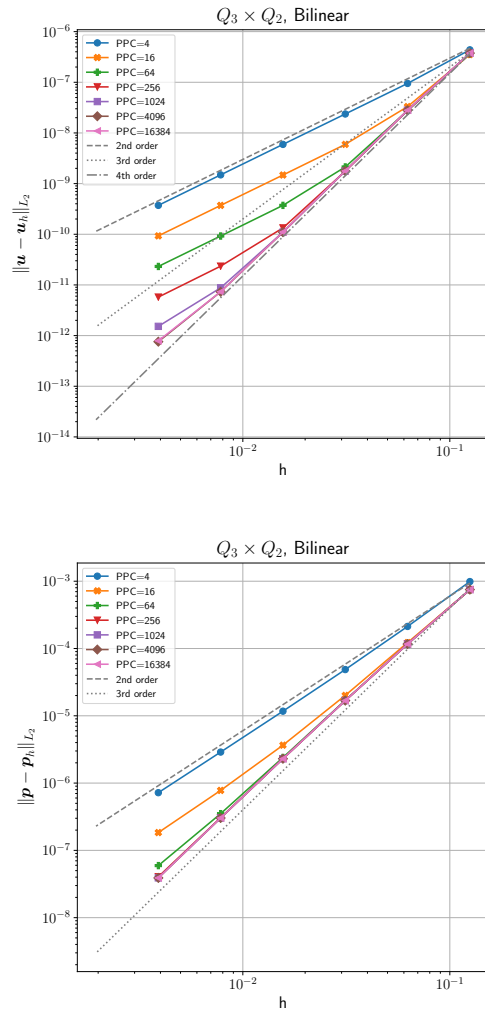 Q₃ × Q₂, Bilinear
10⁻⁶
10⁻⁷
10⁻⁸
10⁻⁹
10⁻¹⁰
10⁻¹¹
10⁻¹²
10⁻¹³
10⁻¹⁴
‖u − u_h‖_{L₂}
PPC=4
PPC=16
PPC=64
PPC=256
PPC=1024
PPC=4096
PPC=16384
2nd order
3rd order
4th order
10⁻² 10⁻¹
h
Q₃ × Q₂, Bilinear
10⁻³
10⁻⁴
10⁻⁵
10⁻⁶
10⁻⁷
10⁻⁸
‖p − p_h‖_{L₂}
PPC=4
PPC=16
PPC=64
PPC=256
PPC=1024
PPC=4096
PPC=16384
2nd order
3rd order
10⁻² 10⁻¹
h